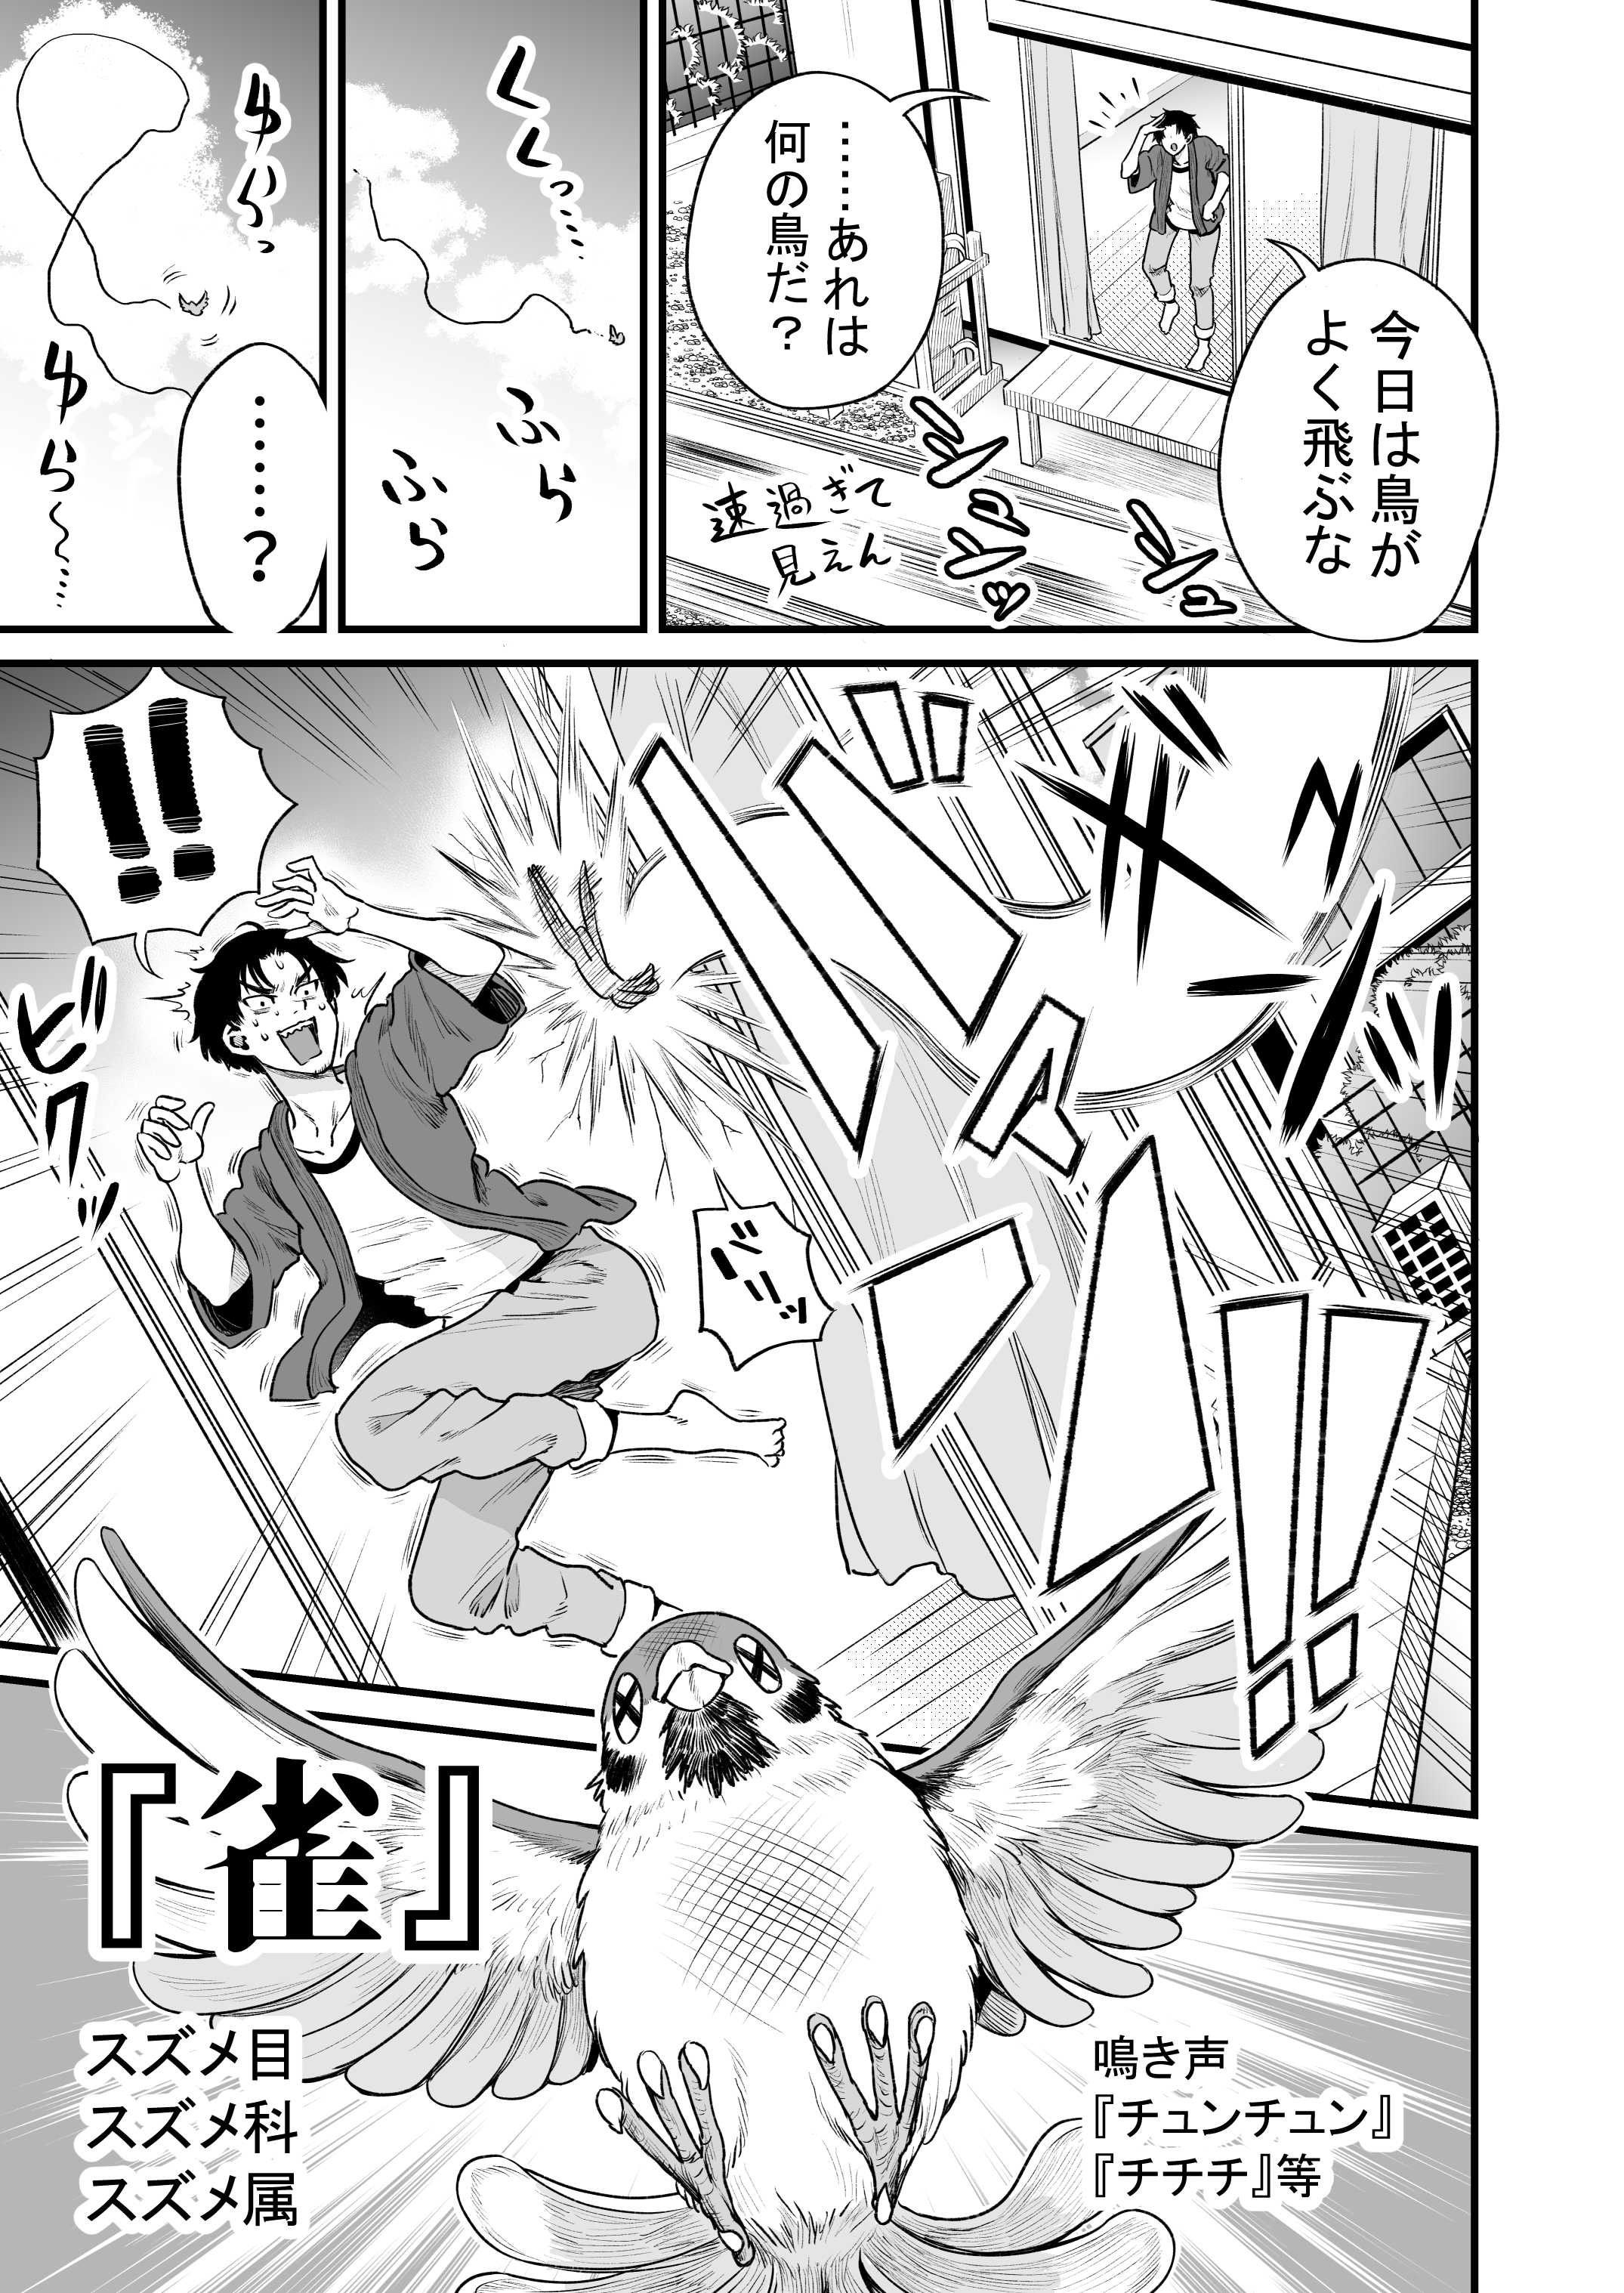 今日は鳥が
よく飛ぶな
……あれは
何の鳥だ？
速過ぎて
見えん
くくっ…
ふら
ふら
ゆらっ
ゆら〜…
……？
!!
ビクッ
バリッ
『雀』
スズメ目
スズメ科
スズメ属
鳴き声
『チュンチュン』
『チチチ』等